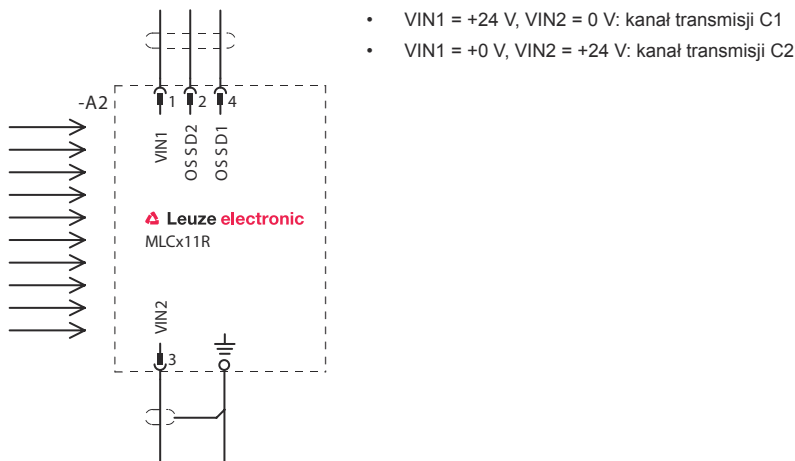 • VIN1 = +24 V, VIN2 = 0 V: kanał transmisji C1
• VIN1 = +0 V, VIN2 = +24 V: kanał transmisji C2
-A2
1 2 4
VIN1 OSSD2 OSSD1
Leuze electronic
MLCx11R
VIN2
3